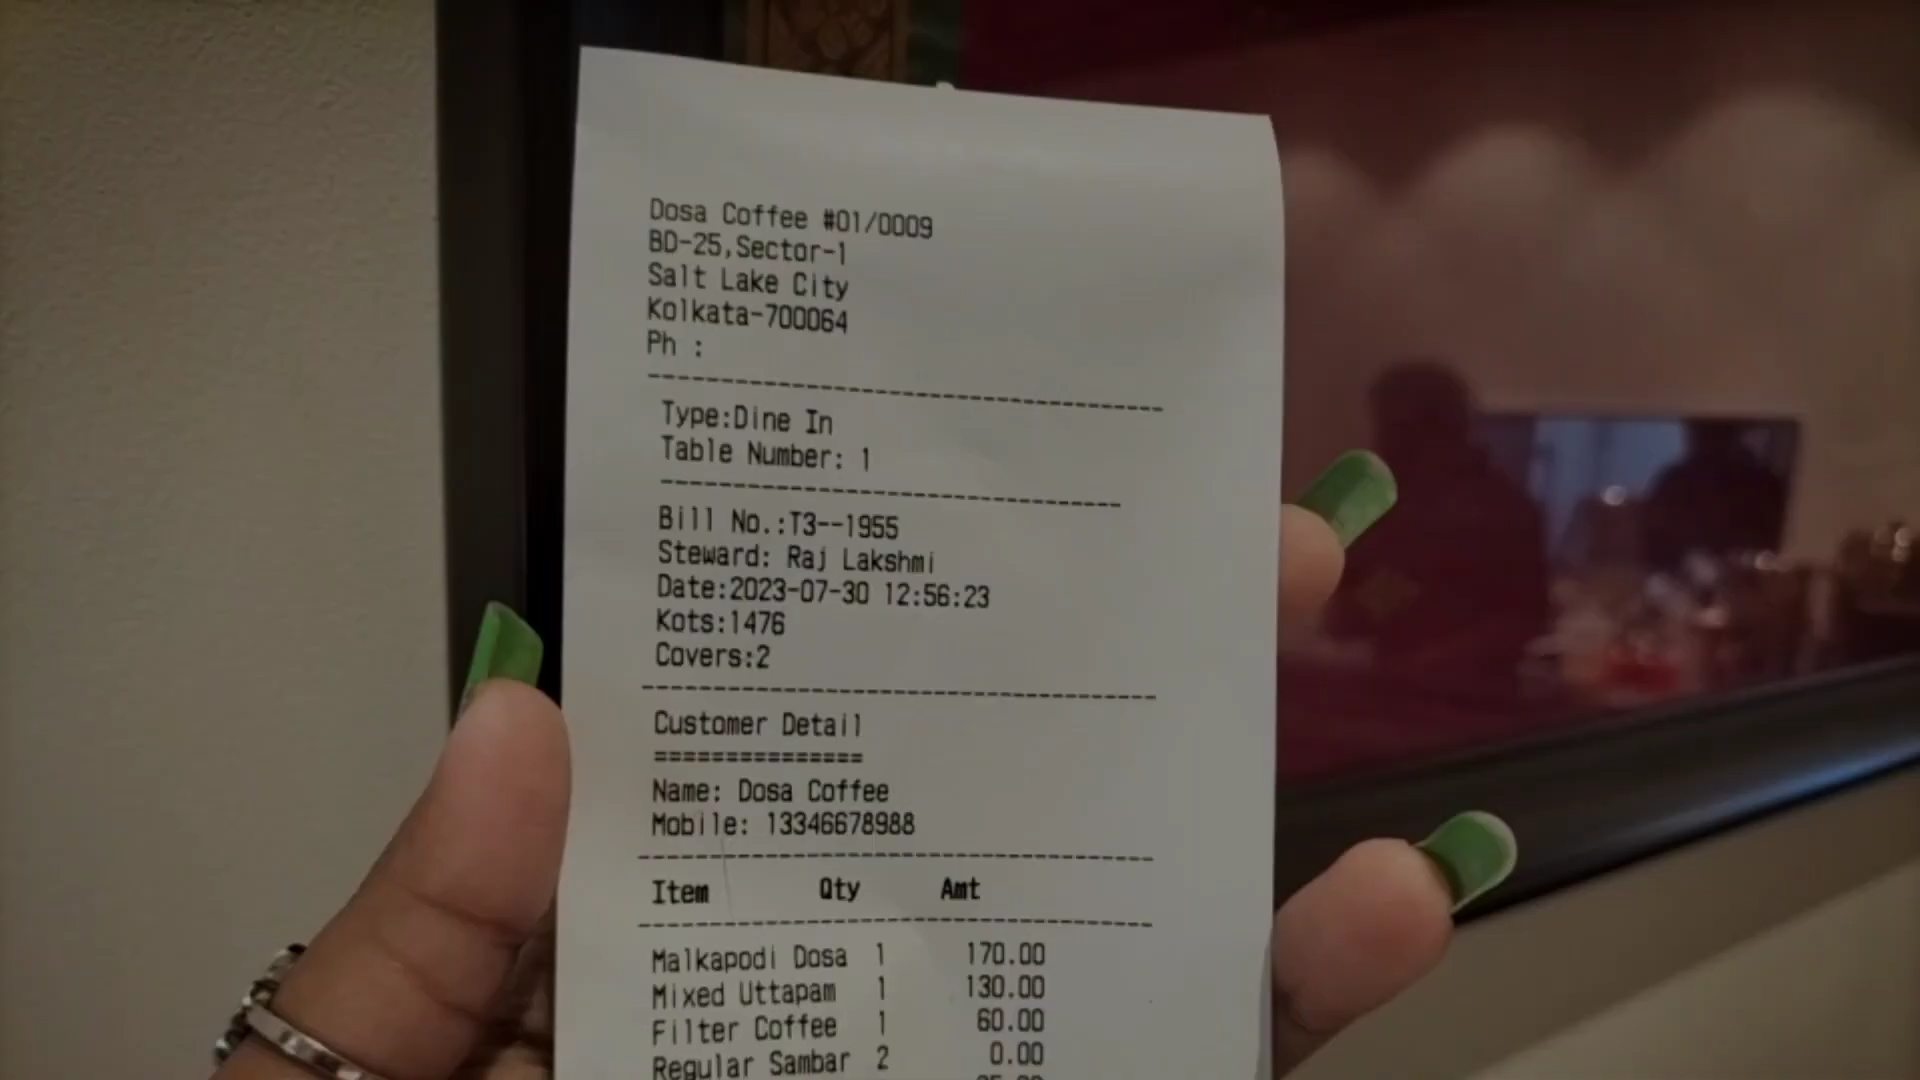 Dosa Coffee #01/0009
BD-25,Sector-1
Salt Lake City
Kolkata-700064
Ph :
Type:Dine In
Table Number: 1
Bill No.:T3--1955
Steward: Raj Lakshmi
Date:2023-07-30 12:56:23
Kots:1476
Covers:2
Customer Detail
===============
Name: Dosa Coffee
Mobile: 13346678988
Item Qty Amt
Malkapodi Dosa 1 170.00
Mixed Uttapam 1 130.00
Filter Coffee 1 60.00
Regular Sambar 2 0.00